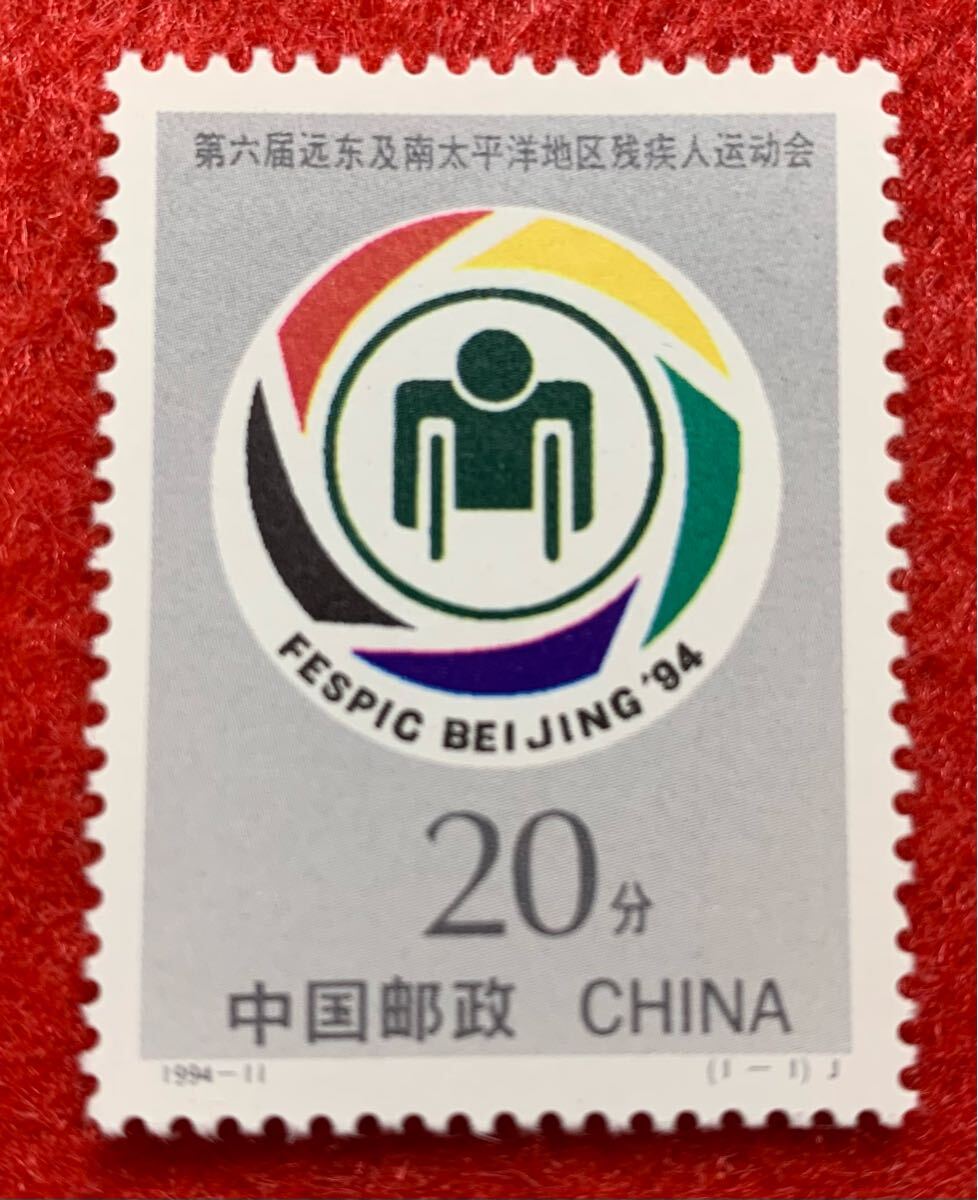 第六届远东及南太平洋地区残疾人运动会
FESPIC BEIJING '94
20分
中国邮政 CHINA
1994-11 (1-1) J